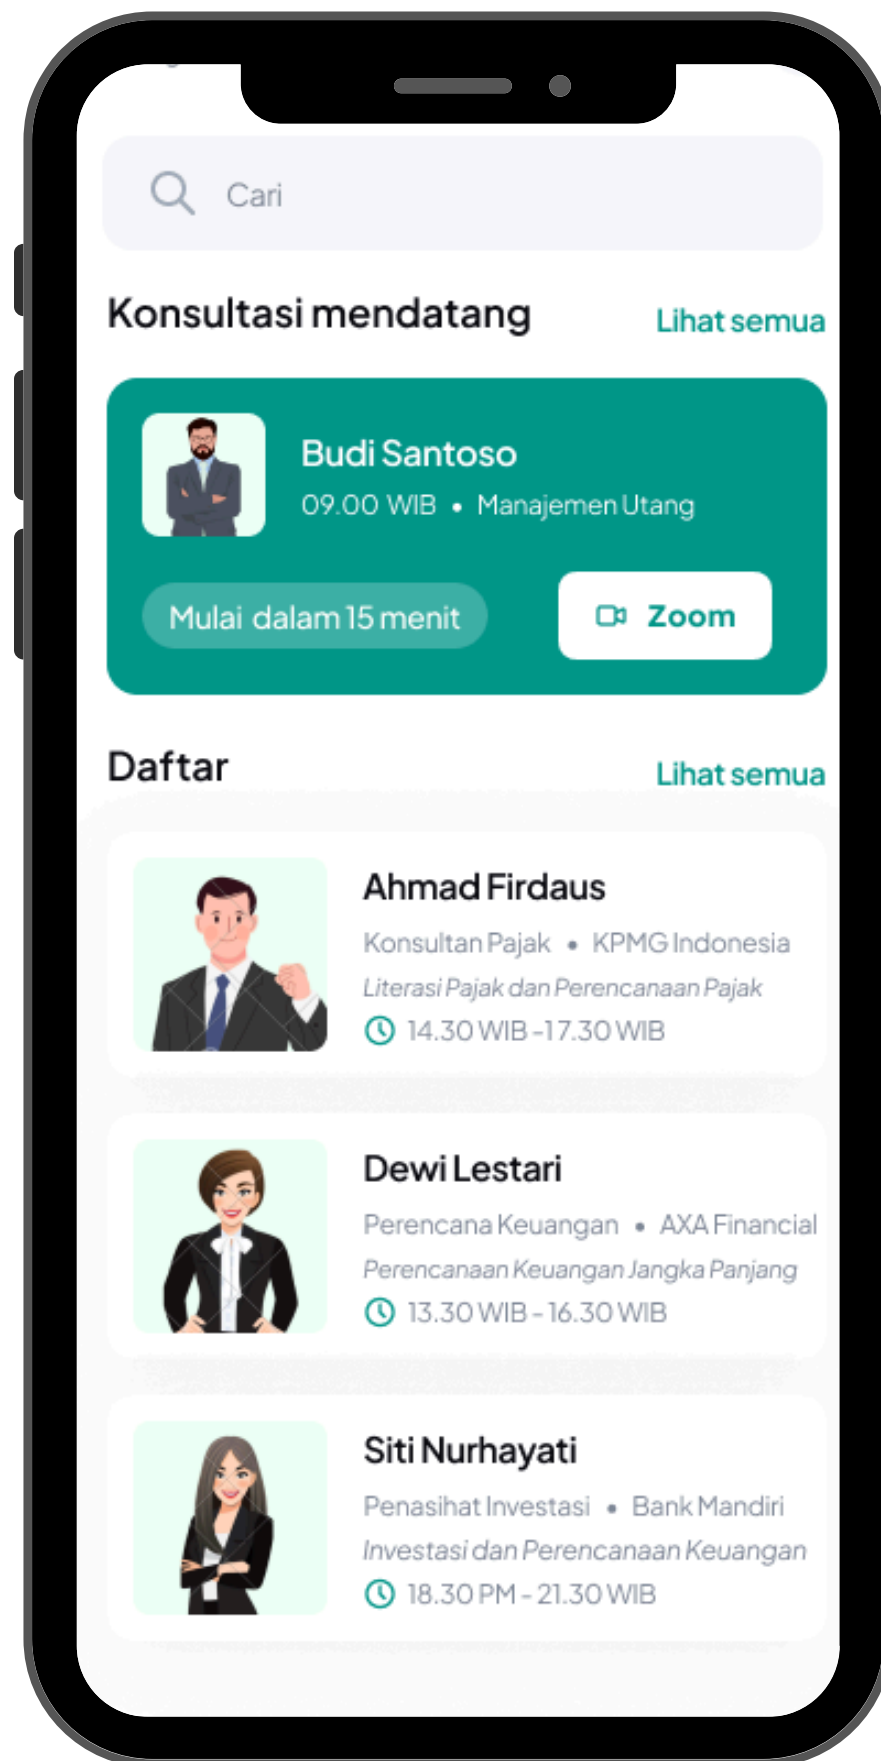 Cari
Konsultasi mendatang
Lihat semua
Budi Santoso
09.00 WIB • Manajemen Utang
Mulai dalam 15 menit
Zoom
Daftar
Lihat semua
Ahmad Firdaus
Konsultan Pajak • KPMG Indonesia
Literasi Pajak dan Perencanaan Pajak
14.30 WIB -17.30 WIB
Dewi Lestari
Perencana Keuangan • AXA Financial
Perencanaan Keuangan Jangka Panjang
13.30 WIB - 16.30 WIB
Siti Nurhayati
Penasihat Investasi • Bank Mandiri
Investasi dan Perencanaan Keuangan
18.30 PM - 21.30 WIB